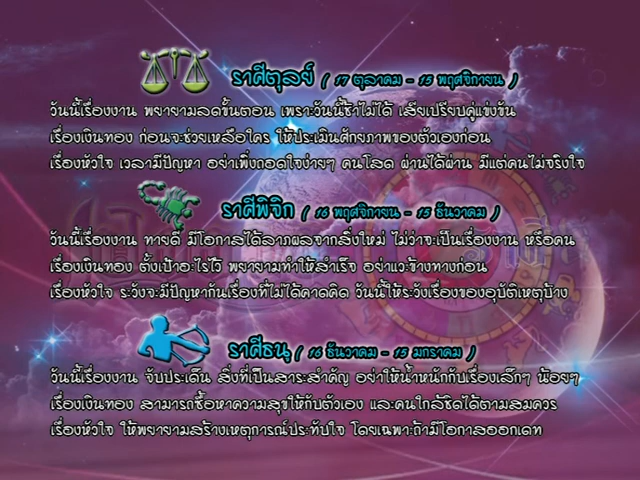 ราศีตุลย์ ( 17 ตุลาคม - 15 พฤศจิกายน )
วันนี้เรื่องงาน พยายามลดขั้นตอน เพราะวันนี้ช้าไม่ได้ เสียเปรียบคู่แข่งขัน
เรื่องเงินทอง ก่อนจะช่วยเหลือใคร ให้ประเมินศักยภาพของตัวเองก่อน
เรื่องหัวใจ เวลามีปัญหา อย่าเพิ่งถอดใจง่ายๆ คนโสด ผ่านได้ผ่าน มีแต่คนไม่จริงใจ
ราศีพิจิก ( 16 พฤศจิกายน - 15 ธันวาคม )
วันนี้เรื่องงาน ทายดี มีโอกาสได้ลาภผลจากสิ่งใหม่ ไม่ว่าจะเป็นเรื่องงาน หรือคน
เรื่องเงินทอง ตั้งเป้าอะไรไว้ พยายามทำให้สำเร็จ อย่าแวะข้างทางก่อน
เรื่องหัวใจ ระวังจะมีปัญหากันเรื่องที่ไม่ได้คาดคิด วันนี้ให้ระวังเรื่องของอุบัติเหตุบ้าง
ราศีธนู ( 16 ธันวาคม - 15 มกราคม )
วันนี้เรื่องงาน จับประเด็น สิ่งที่เป็นสาระสำคัญ อย่าให้น้ำหนักกับเรื่องเล็กๆ น้อยๆ
เรื่องเงินทอง สามารถซื้อหาความสุขให้กับตัวเอง และคนใกล้ชิดได้ตามสมควร
เรื่องหัวใจ ให้พยายามสร้างเหตุการณ์ประทับใจ โดยเฉพาะถ้ามีโอกาสออกเดท